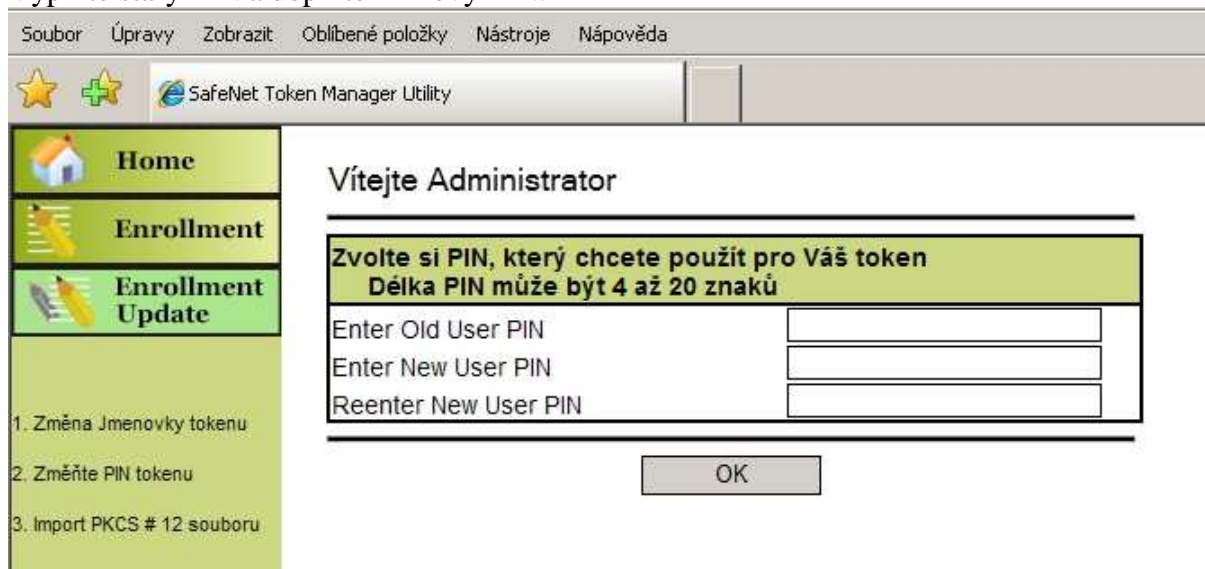 Soubor Úpravy Zobrazit Oblíbené položky Nástroje Nápověda
SafeNet Token Manager Utility
Home
Enrollment
Enrollment
Update
1. Změna Jmenovky tokenu
2. Změňte PIN tokenu
3. Import PKCS # 12 souboru
Vítejte Administrator
Zvolte si PIN, který chcete použít pro Váš token
Délka PIN může být 4 až 20 znaků
Enter Old User PIN
Enter New User PIN
Reenter New User PIN
OK